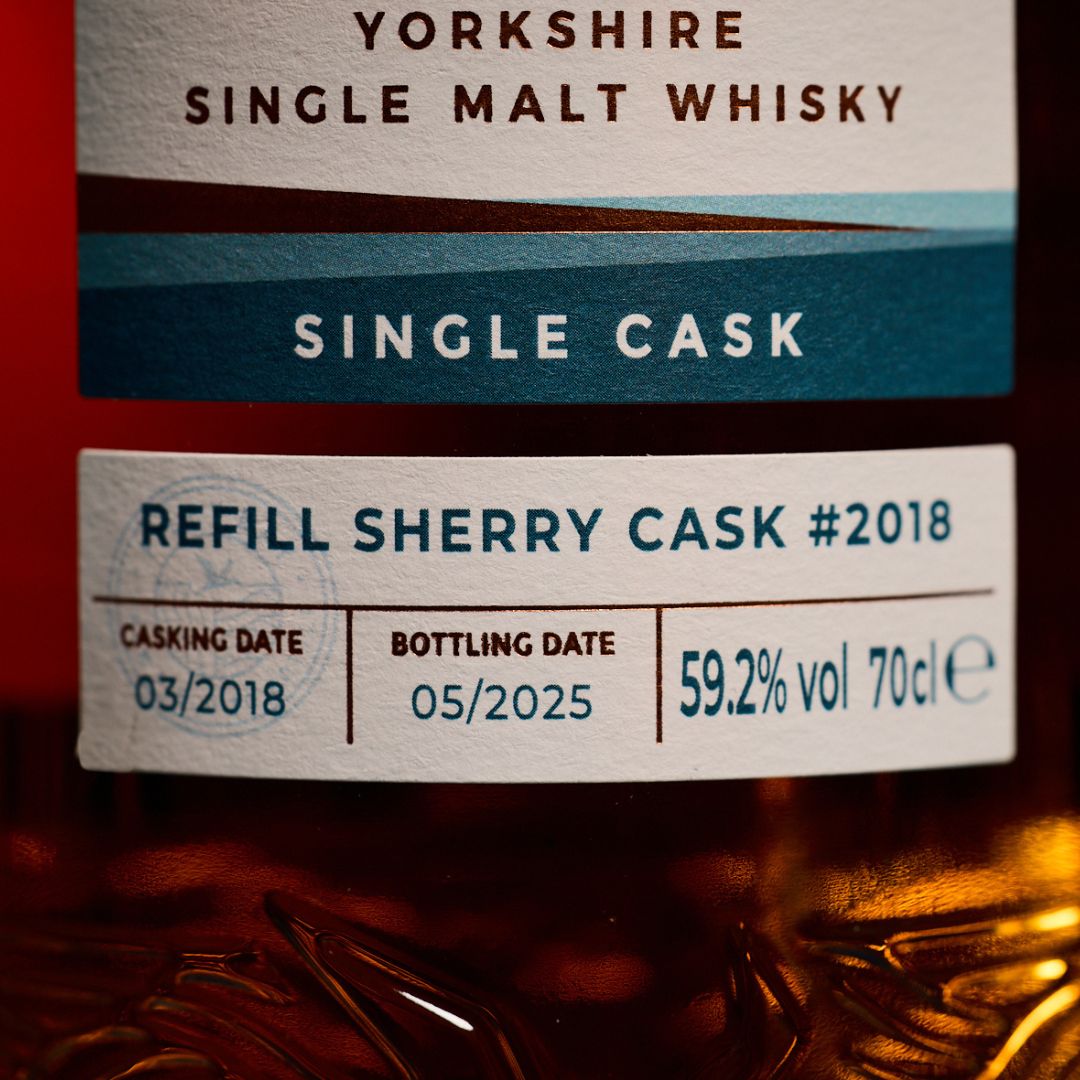 YORKSHIRE
SINGLE MALT WHISKY
SINGLE CASK
REFILL SHERRY CASK #2018
CASKING DATE
03/2018
BOTTLING DATE
05/2025
59.2% vol 70cl ℮